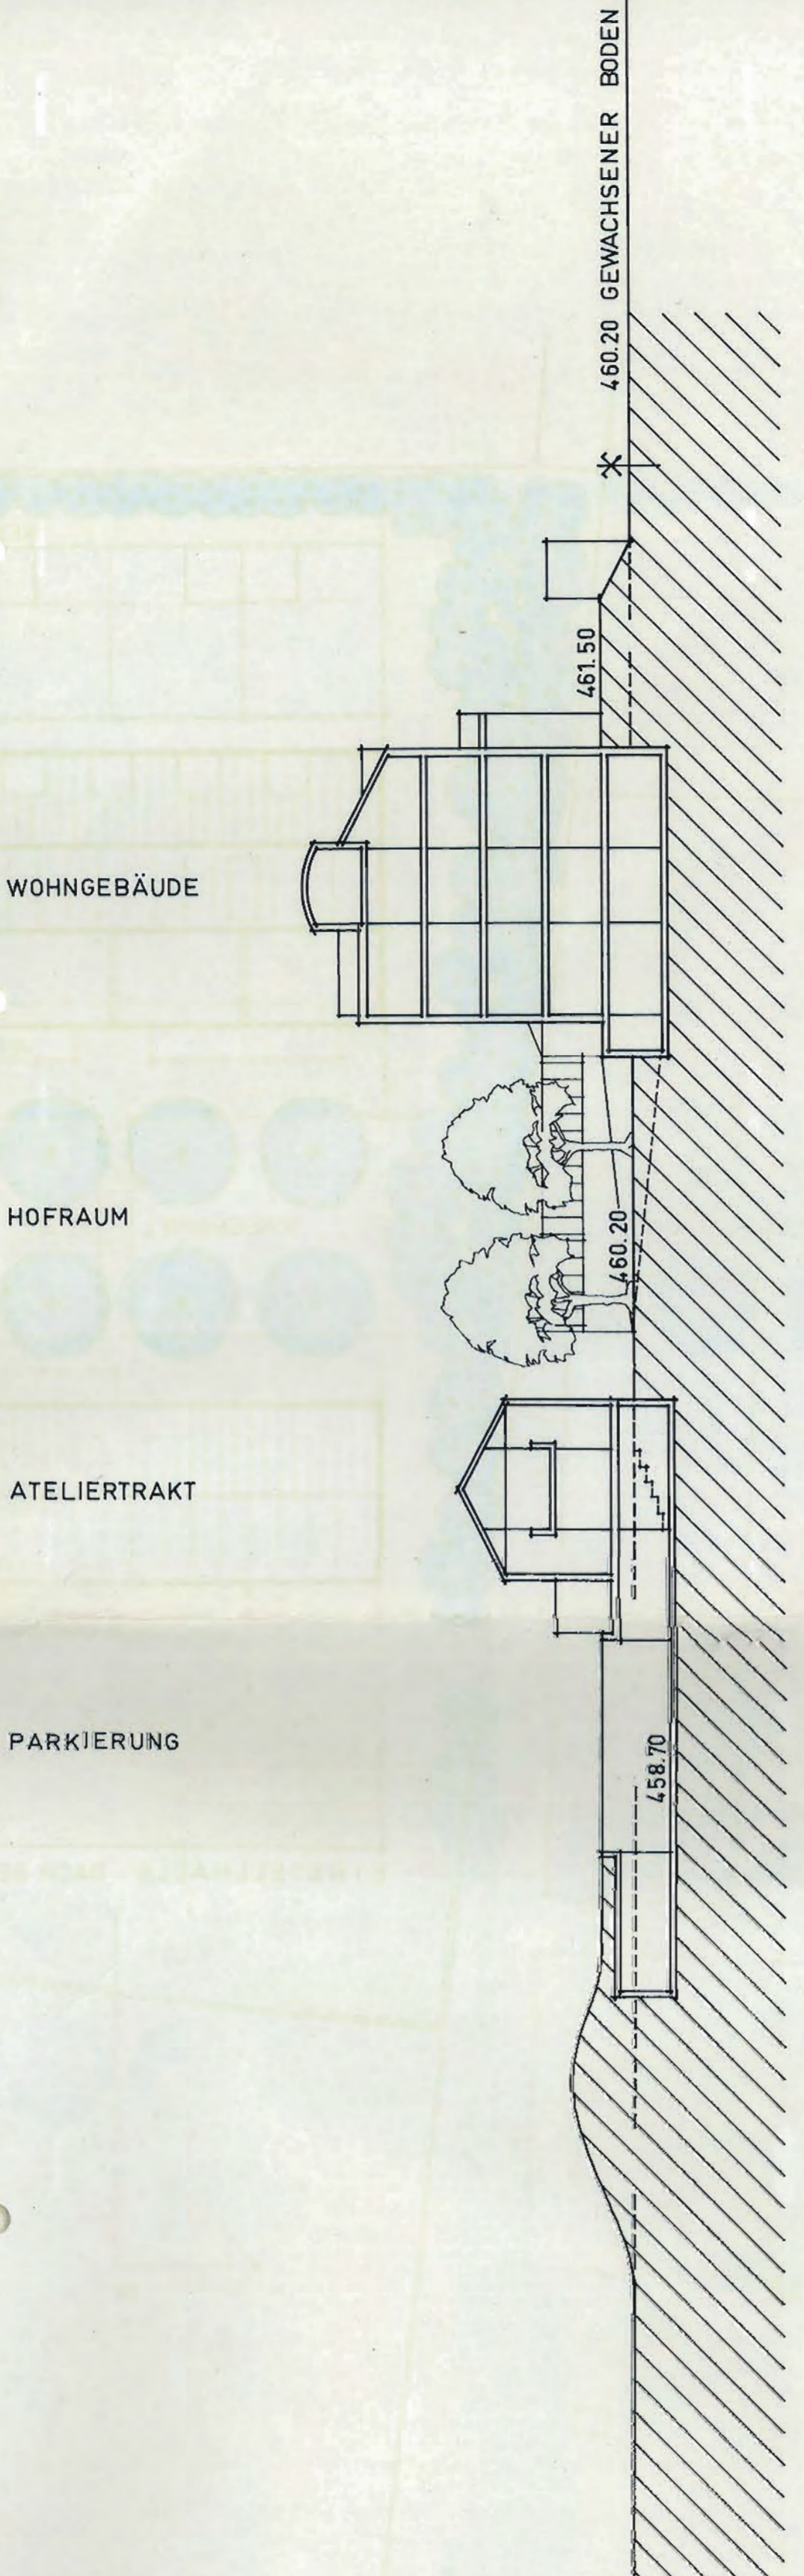 460.20 GEWACHSENER BODEN
461.50
WOHNGEBÄUDE
HOFRAUM
460.20
ATELIERTRAKT
PARKIERUNG
458.70